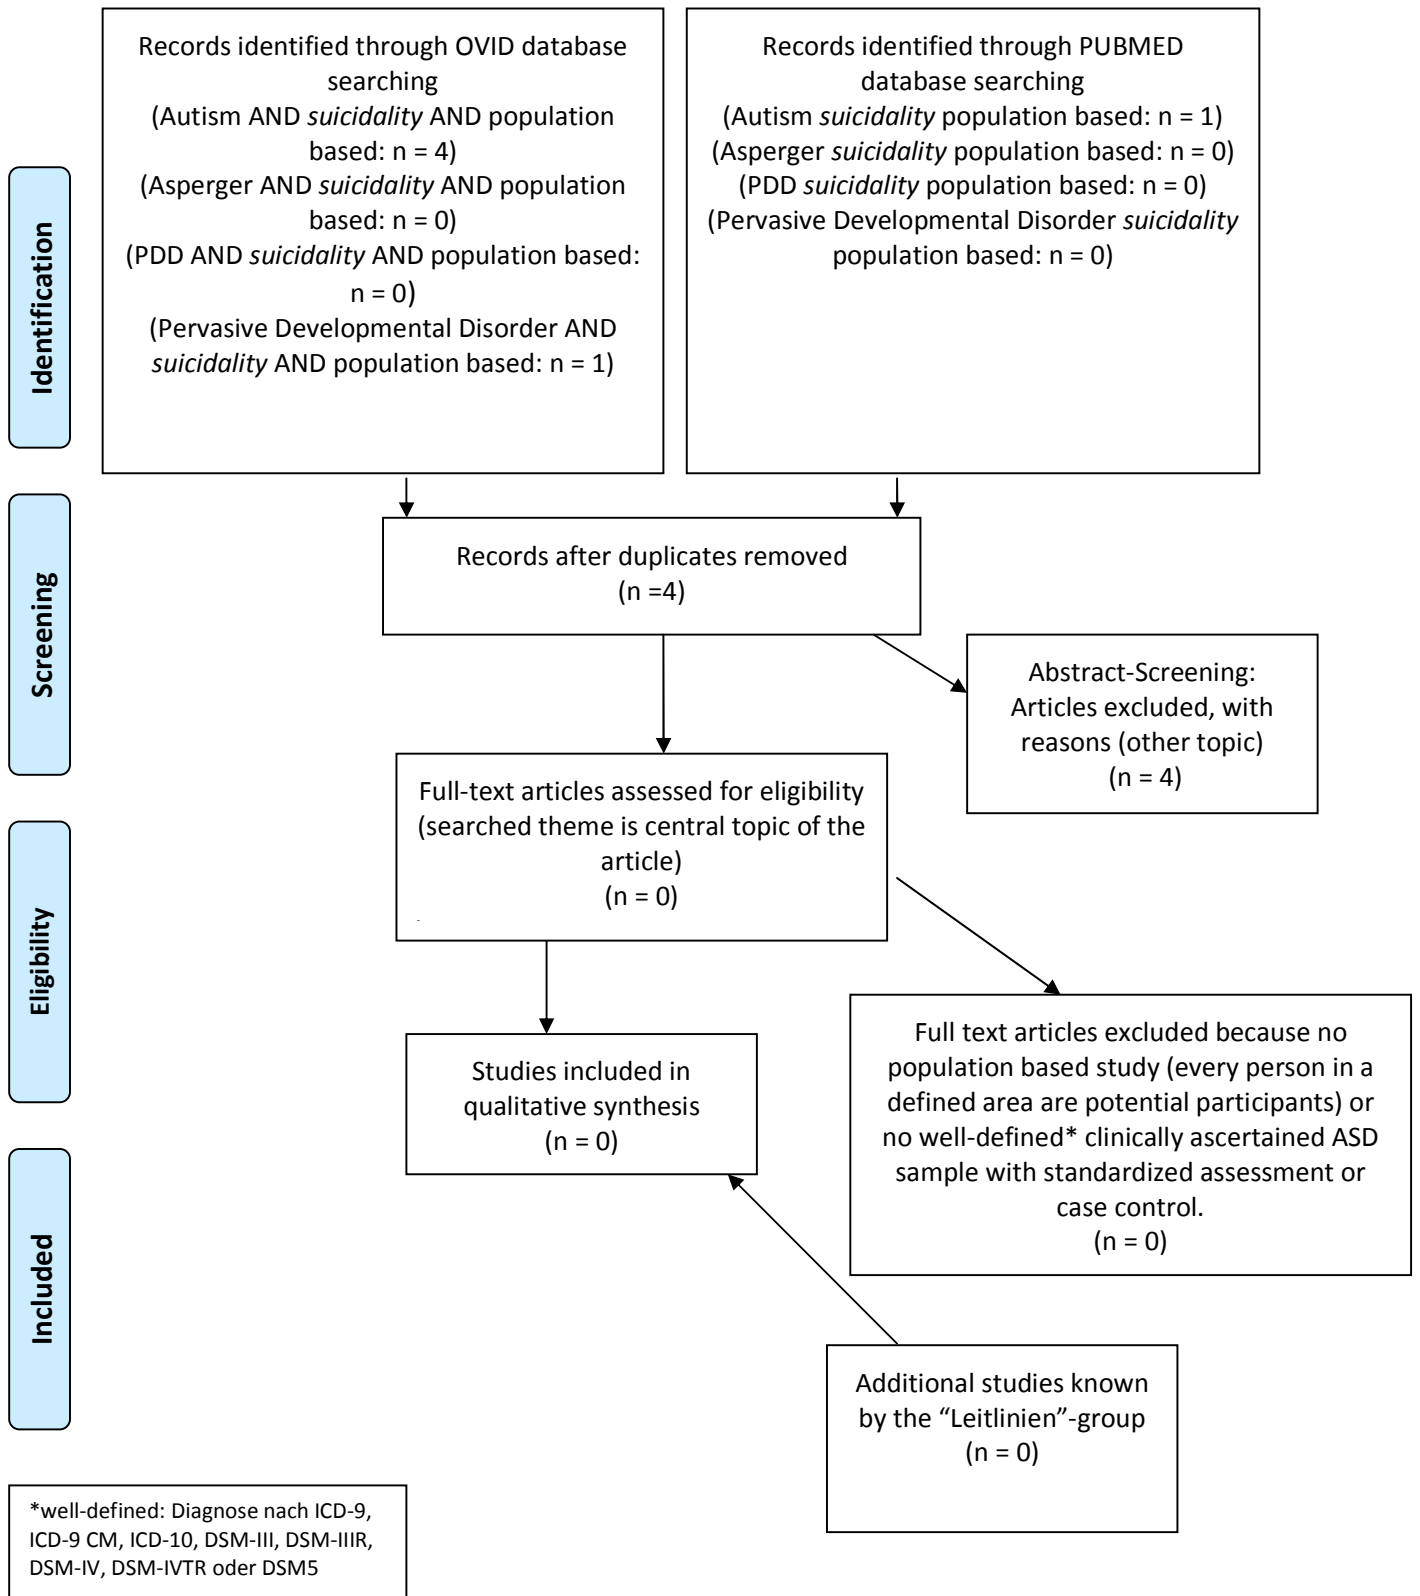 Records identified through OVID database
searching
(Autism AND suicidality AND population
based: n = 4)
(Asperger AND suicidality AND population
based: n = 0)
(PDD AND suicidality AND population based:
n = 0)
(Pervasive Developmental Disorder AND
suicidality AND population based: n = 1)
Records identified through PUBMED
database searching
(Autism suicidality population based: n = 1)
(Asperger suicidality population based: n = 0)
(PDD suicidality population based: n = 0)
(Pervasive Developmental Disorder suicidality
population based: n = 0)
Identification
Records after duplicates removed
(n =4)
Screening
Abstract-Screening:
Articles excluded, with
reasons (other topic)
(n = 4)
Full-text articles assessed for eligibility
(searched theme is central topic of the
article)
(n = 0)
Eligibility
Full text articles excluded because no
population based study (every person in a
defined area are potential participants) or
no well-defined* clinically ascertained ASD
sample with standardized assessment or
case control.
(n = 0)
Studies included in
qualitative synthesis
(n = 0)
Included
Additional studies known
by the “Leitlinien”-group
(n = 0)
*well-defined: Diagnose nach ICD-9,
ICD-9 CM, ICD-10, DSM-III, DSM-IIIR,
DSM-IV, DSM-IVTR oder DSM5